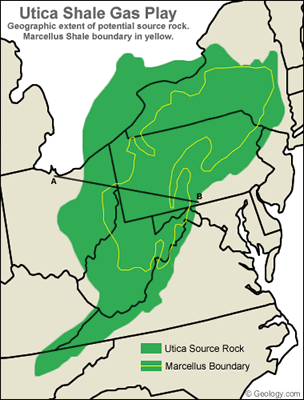 Utica Shale Gas Play
Geographic extent of potential source rock.
Marcellus Shale boundary in yellow.
A
B
Utica Source Rock
Marcellus Boundary
© Geology.com